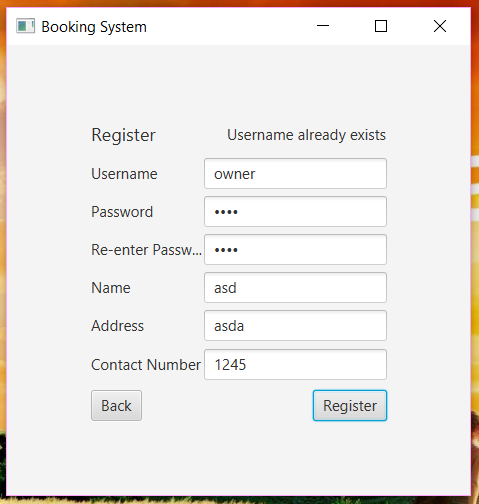 Booking System
Register Username already exists
Username owner
Password ••••
Re-enter Passw... ••••
Name asd
Address asda
Contact Number 1245
Back Register